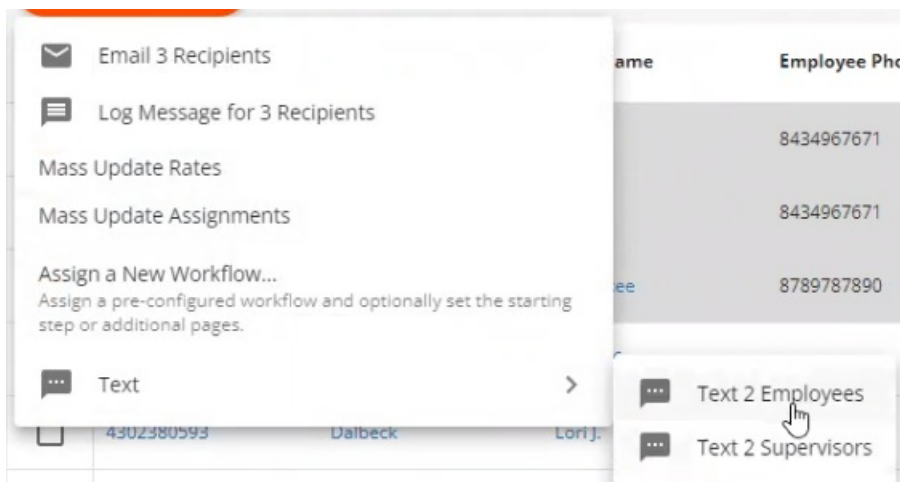 Email 3 Recipients
ame
Employee Pho
Log Message for 3 Recipients
8434967671
Mass Update Rates
Mass Update Assignments
8434967671
Assign a New Workflow...
Assign a pre-configured workflow and optionally set the starting
step or additional pages.
ee
8789787890
Text
Text 2 Employees
4302380593
Dalbeck
Lori J.
Text 2 Supervisors